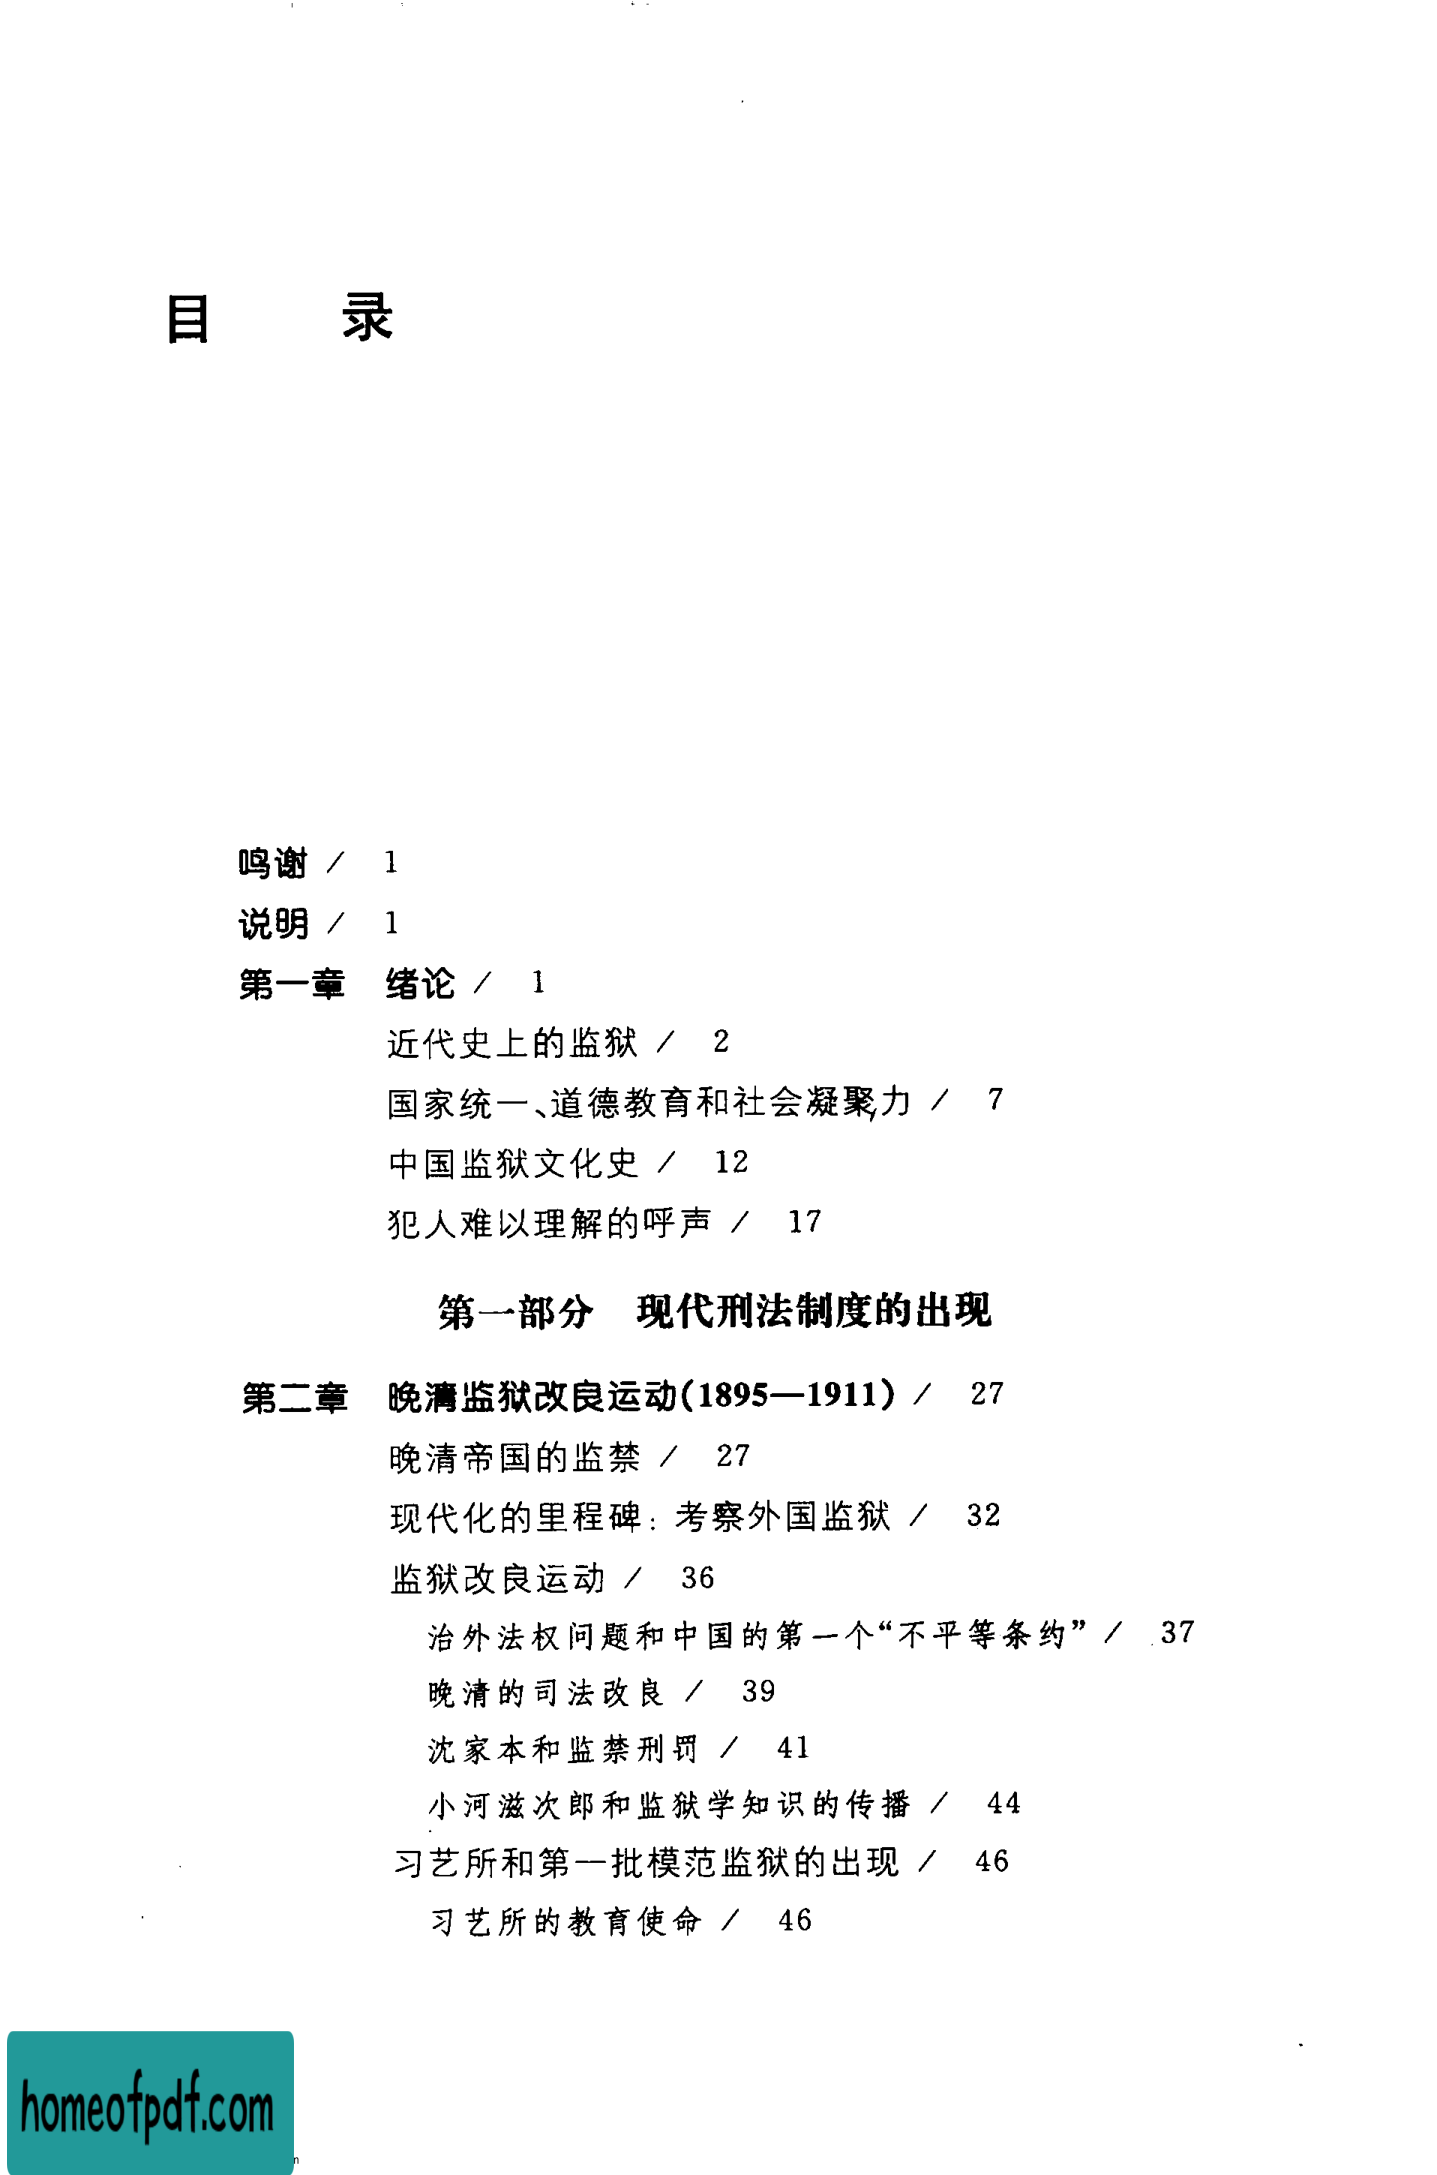 目 录
鸣谢 / 1
说明 / 1
第一章 绪论 / 1
近代史上的监狱 / 2
国家统一、道德教育和社会凝聚力 / 7
中国监狱文化史 / 12
犯人难以理解的呼声 / 17
第一部分 现代刑法制度的出现
第二章 晚清监狱改良运动(1895—1911) / 27
晚清帝国的监禁 / 27
现代化的里程碑：考察外国监狱 / 32
监狱改良运动 / 36
治外法权问题和中国的第一个“不平等条约” / 37
晚清的司法改良 / 39
沈家本和监禁刑罚 / 41
小河滋次郎和监狱学知识的传播 / 44
习艺所和第一批模范监狱的出现 / 46
习艺所的教育使命 / 46
homeofpdf.com